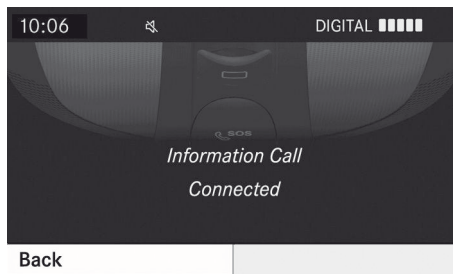 10:06 DIGITAL
SOS
Information Call
Connected
Back